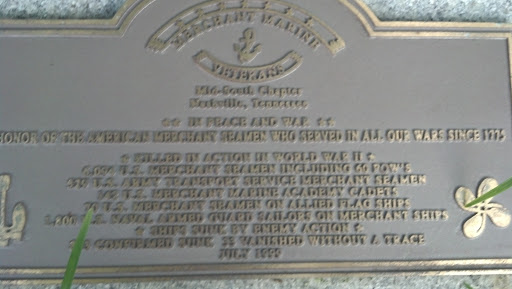 MERCHANT MARINE
VETERANS
Mid-South Chapter
Nashville, Tennessee
★★ IN PEACE AND WAR ★★
HONOR OF THE AMERICAN MERCHANT SEAMEN WHO SERVED IN ALL OUR WARS SINCE 1775
★ KILLED IN ACTION IN WORLD WAR II ★
U.S. MERCHANT SEAMEN INCLUDING 60 POW'S
U.S. ARMY TRANSPORT SERVICE MERCHANT SEAMEN
U.S. MERCHANT MARINE ACADEMY CADETS
U.S. MERCHANT SEAMEN ON ALLIED FLAG SHIPS
U.S. NAVAL ARMED GUARD SAILORS ON MERCHANT SHIPS
★ SHIPS SUNK BY ENEMY ACTION ★
CONFIRMED SUNK VANISHED WITHOUT A TRACE
JULY 1999